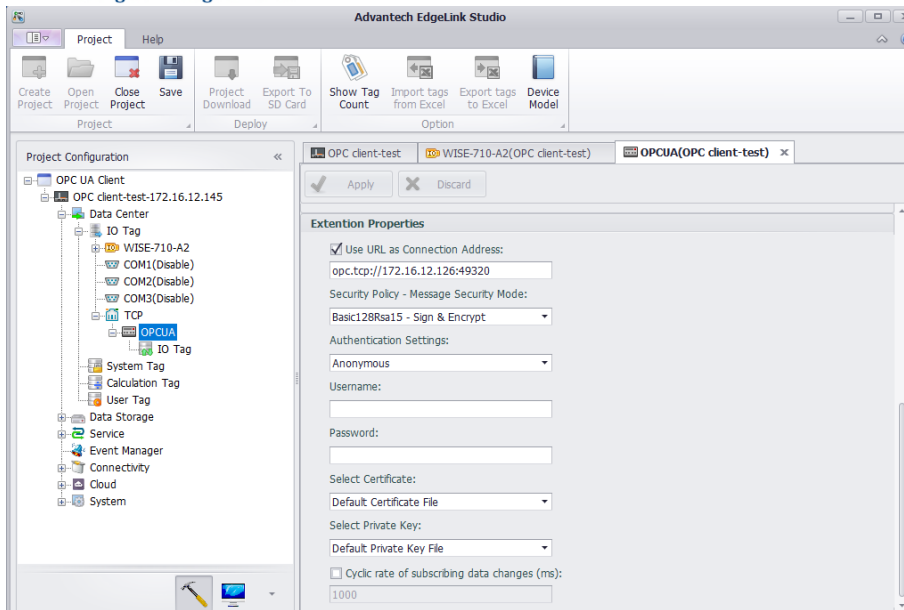 Advantech EdgeLink Studio
Project Help
Create Project
Open Project
Close Project
Save
Project Download
Export To SD Card
Show Tag Count
Import tags from Excel
Export tags to Excel
Device Model
Project
Deploy
Option
Project Configuration
OPC UA Client
OPC client-test-172.16.12.145
Data Center
IO Tag
WISE-710-A2
COM1(Disable)
COM2(Disable)
COM3(Disable)
TCP
OPCUA
IO Tag
System Tag
Calculation Tag
User Tag
Data Storage
Service
Event Manager
Connectivity
Cloud
System
OPC client-test
WISE-710-A2(OPC client-test)
OPCUA(OPC client-test)
Apply
Discard
Extention Properties
Use URL as Connection Address:
opc.tcp://172.16.12.126:49320
Security Policy - Message Security Mode:
Basic128Rsa15 - Sign & Encrypt
Authentication Settings:
Anonymous
Username:
Password:
Select Certificate:
Default Certificate File
Select Private Key:
Default Private Key File
Cyclic rate of subscribing data changes (ms):
1000